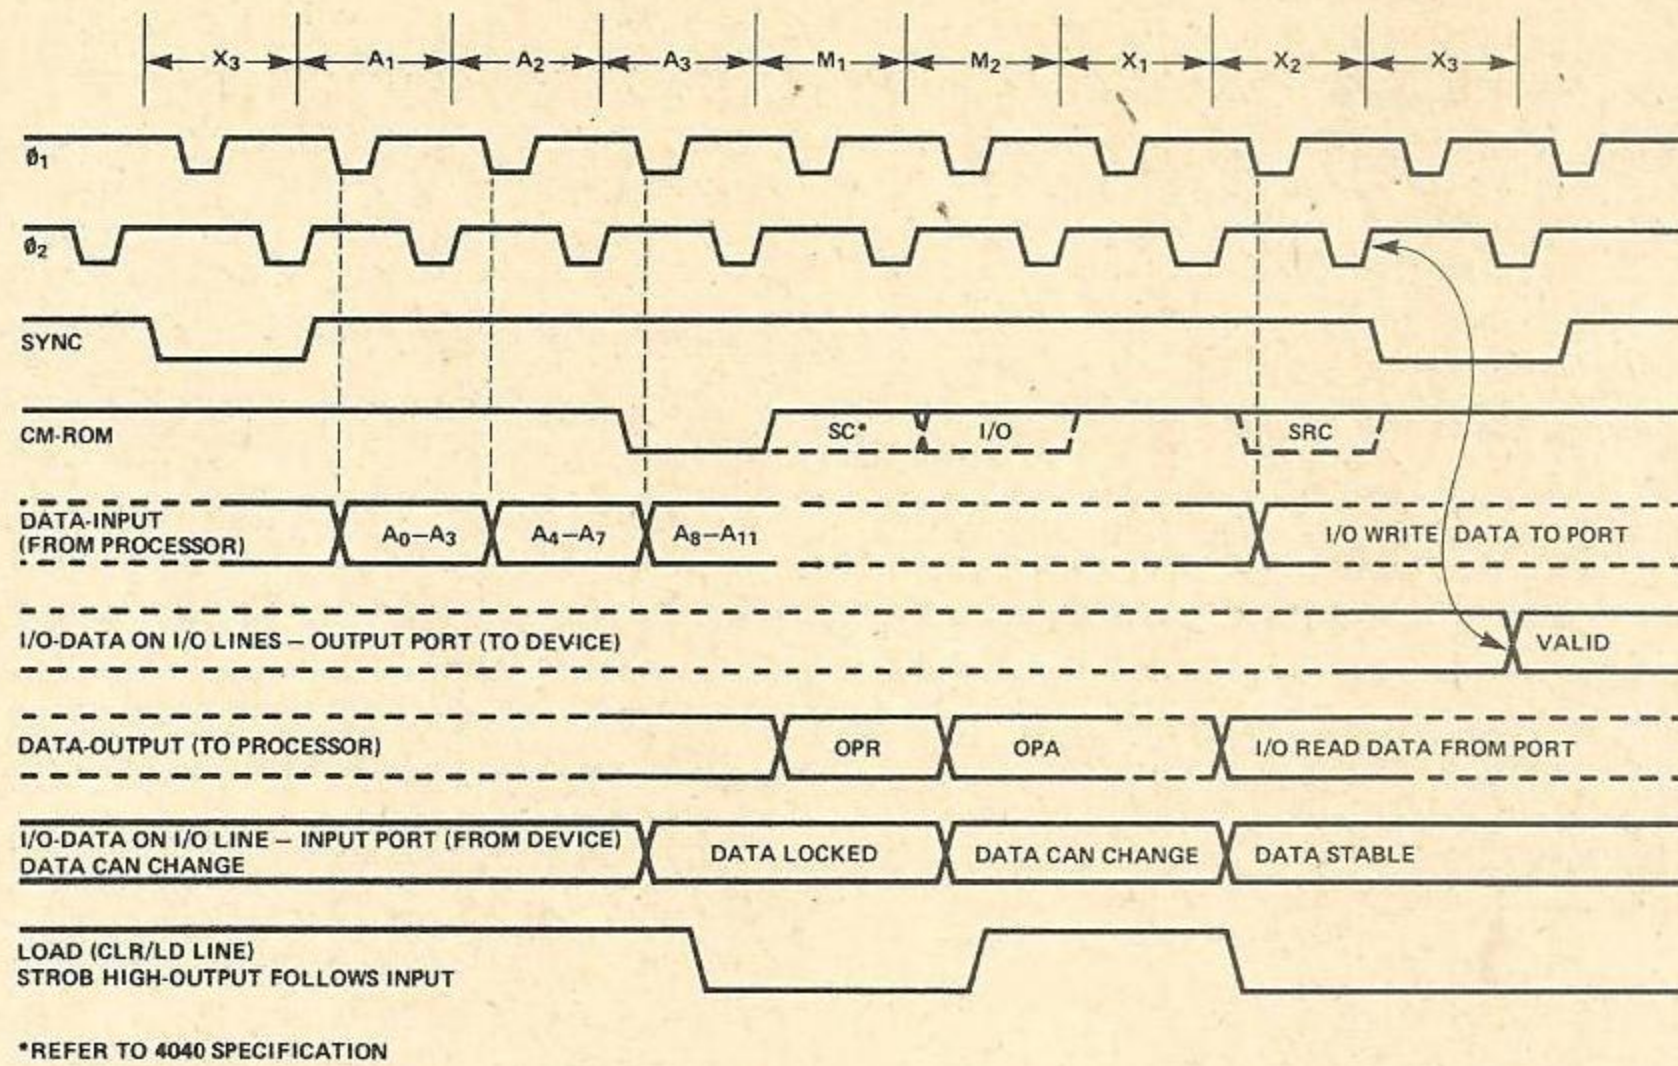 X₃ A₁ A₂ A₃ M₁ M₂ X₁ X₂ X₃
Ø₁
Ø₂
SYNC
CM-ROM
SC* I/O SRC
DATA-INPUT
(FROM PROCESSOR)
A₀–A₃ A₄–A₇ A₈–A₁₁ I/O WRITE DATA TO PORT
I/O-DATA ON I/O LINES – OUTPUT PORT (TO DEVICE) VALID
DATA-OUTPUT (TO PROCESSOR) OPR OPA I/O READ DATA FROM PORT
I/O-DATA ON I/O LINE – INPUT PORT (FROM DEVICE)
DATA CAN CHANGE
DATA LOCKED DATA CAN CHANGE DATA STABLE
LOAD (CLR/LD LINE)
STROB HIGH-OUTPUT FOLLOWS INPUT
*REFER TO 4040 SPECIFICATION